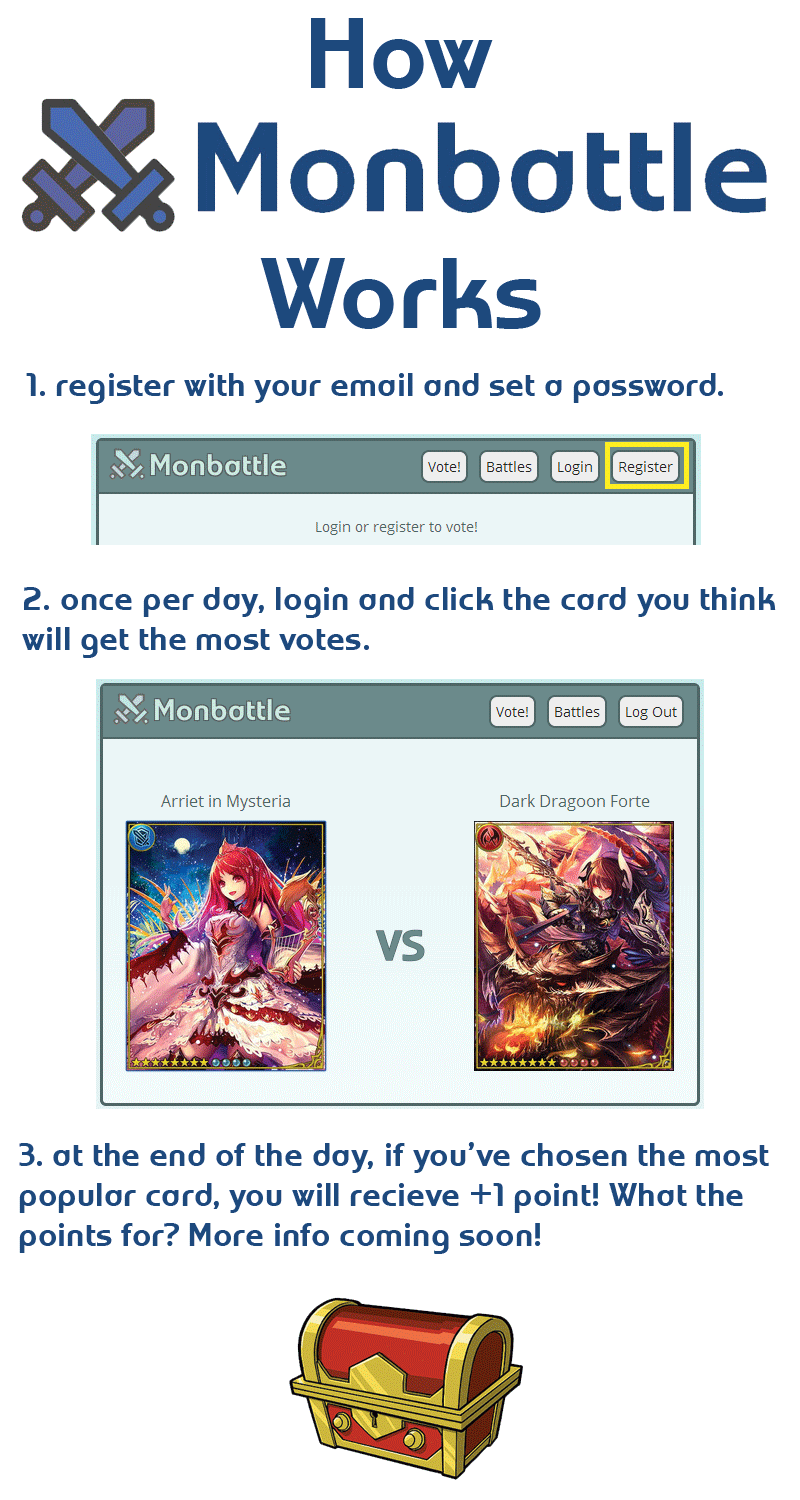 How
Monbattle
Works
1. register with your email and set a password.
Monbattle Vote! Battles Login Register
Login or register to vote!
2. once per day, login and click the card you think
will get the most votes.
Monbattle Vote! Battles Log Out
Arriet in Mysteria Dark Dragoon Forte
VS
3. at the end of the day, if you've chosen the most
popular card, you will recieve +1 point! What the
points for? More info coming soon!